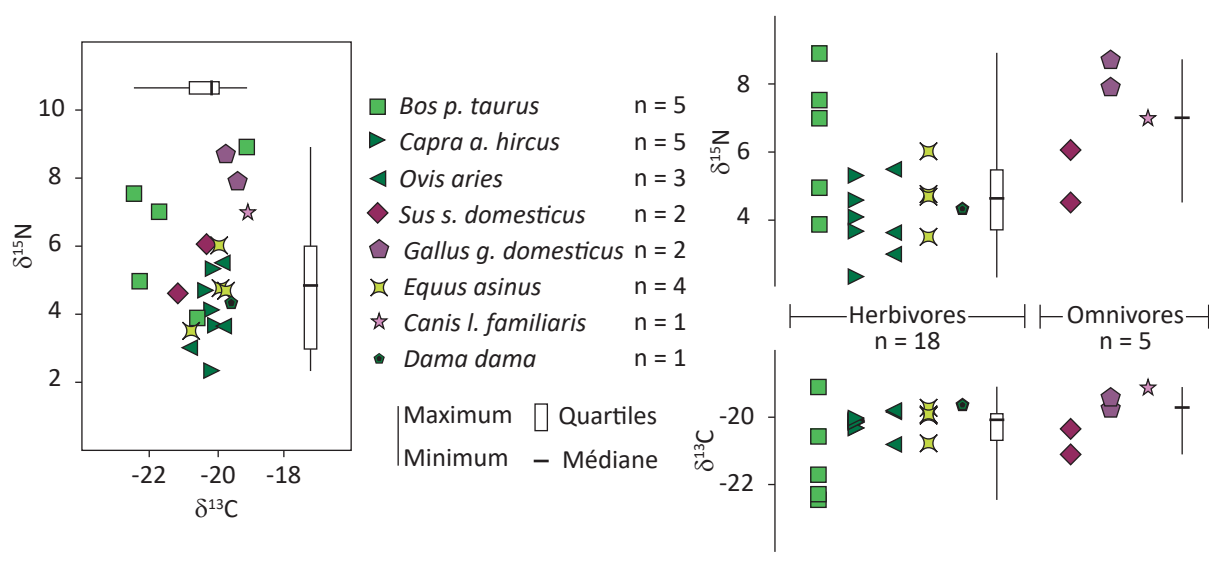 10
8
6
4
2
δ15N
-22
-20
-18
δ13C
Bos p. taurus n = 5
Capra a. hircus n = 5
Ovis aries n = 3
Sus s. domesticus n = 2
Gallus g. domesticus n = 2
Equus asinus n = 4
Canis l. familiaris n = 1
Dama dama n = 1
Maximum
Minimum
Quartiles
Médiane
8
6
4
δ15N
Herbivores
n = 18
Omnivores
n = 5
-20
-22
δ13C